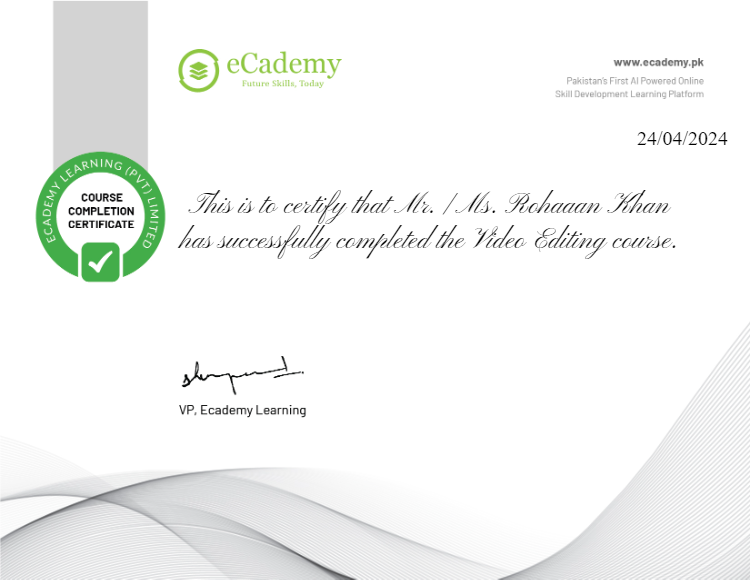 eCademy
Future Skills, Today
www.ecademy.pk
Pakistan's First AI Powered Online
Skill Development Learning Platform
24/04/2024
ECADEMY LEARNING (PVT) LIMITED
COURSE
COMPLETION
CERTIFICATE
This is to certify that Mr. / Ms. Rohaaan Khan
has successfully completed the Video Editing course.
VP, Ecademy Learning